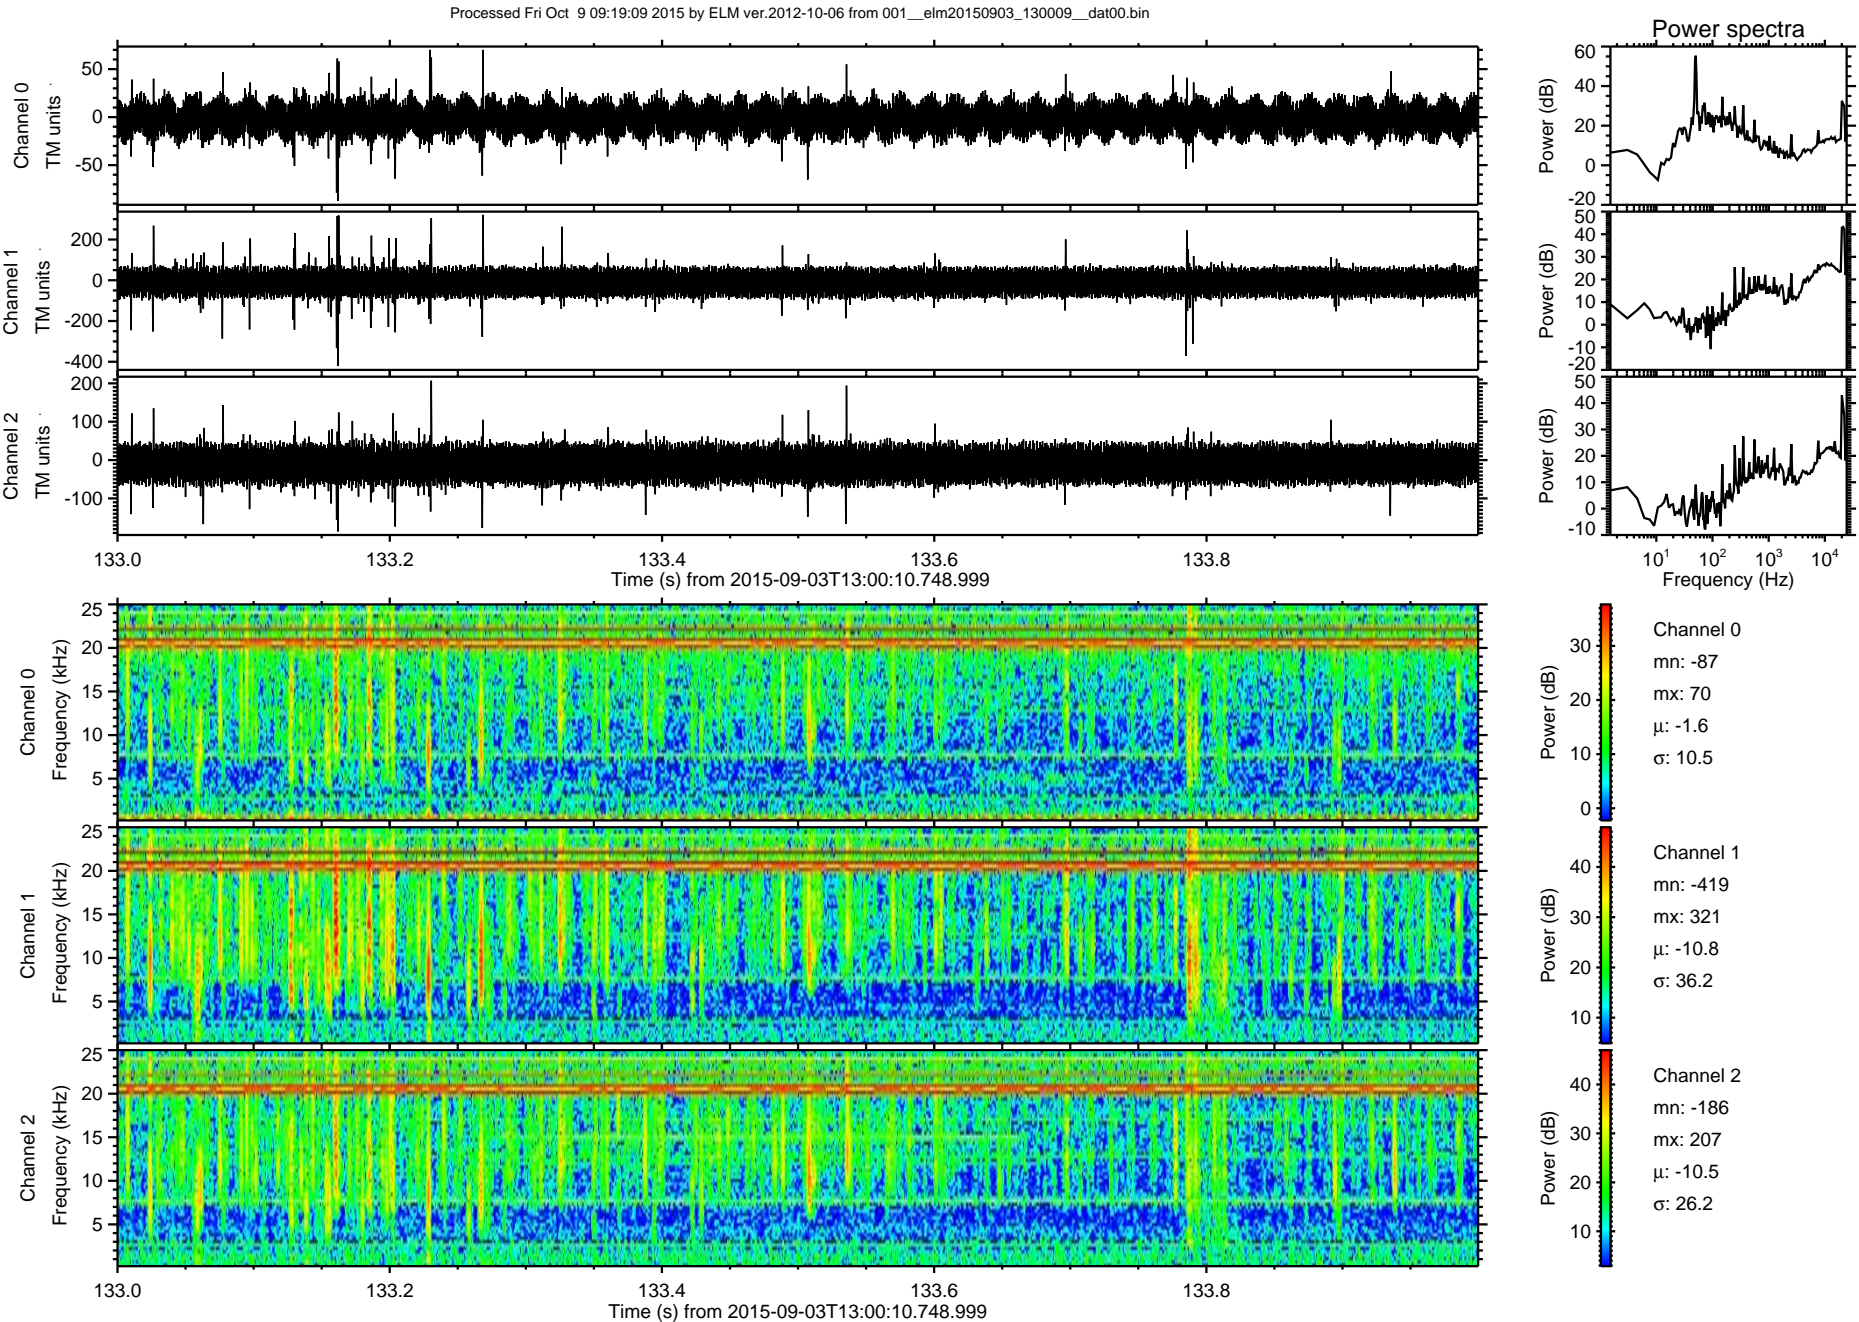 Processed Fri Oct  9 09:19:09 2015 by ELM ver.2012-10-06 from 001__elm20150903_130009__dat00.bin
Power spectra
Channel 0
TM units
50
0
-50
Power (dB)
60
40
20
0
-20
Channel 1
TM units
200
0
-200
-400
Power (dB)
50
40
30
20
10
0
-10
-20
Channel 2
TM units
200
100
0
-100
Power (dB)
50
40
30
20
10
0
-10
133.0 133.2 133.4 133.6 133.8
Time (s) from 2015-09-03T13:00:10.748.999
10^1 10^2 10^3 10^4
Frequency (Hz)
Channel 0
Frequency (kHz)
25
20
15
10
5
Power (dB)
30
20
10
0
Channel 0
mn: -87
mx: 70
µ: -1.6
σ: 10.5
Channel 1
Frequency (kHz)
25
20
15
10
5
Power (dB)
40
30
20
10
Channel 1
mn: -419
mx: 321
µ: -10.8
σ: 36.2
Channel 2
Frequency (kHz)
25
20
15
10
5
Power (dB)
40
30
20
10
Channel 2
mn: -186
mx: 207
µ: -10.5
σ: 26.2
133.0 133.2 133.4 133.6 133.8
Time (s) from 2015-09-03T13:00:10.748.999